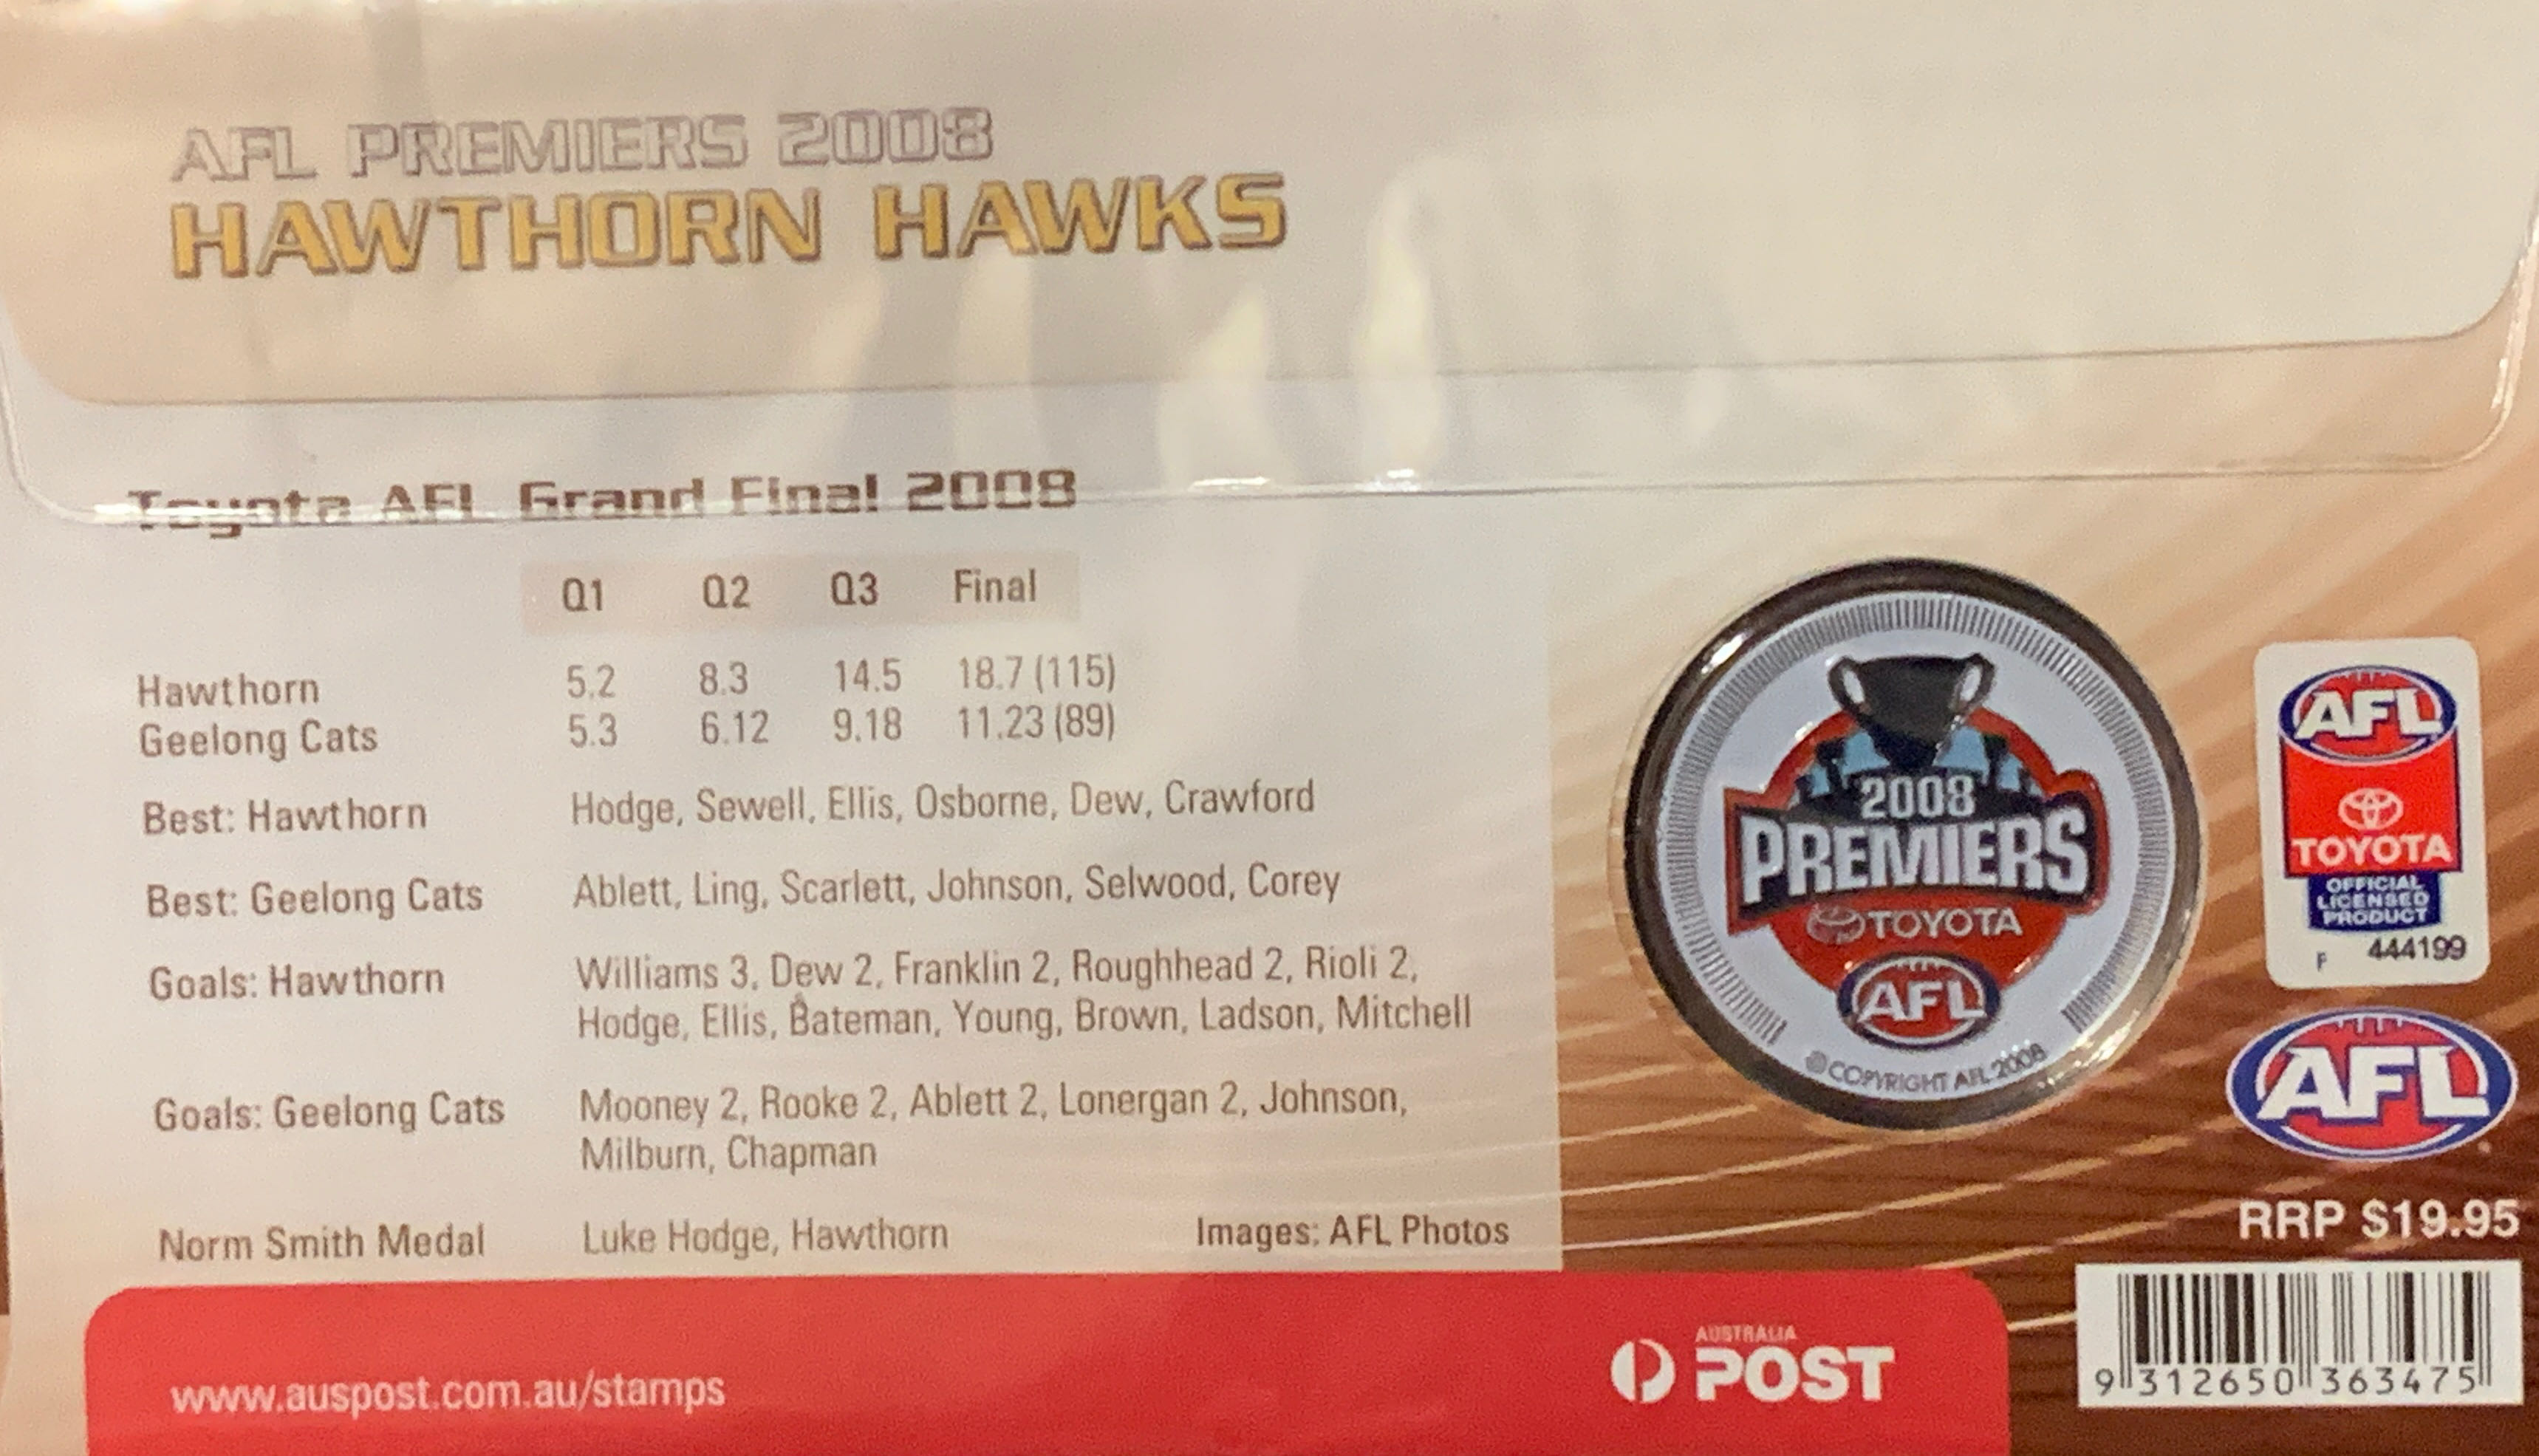 AFL PREMIERS 2008
HAWTHORN HAWKS
Toyota AFL Grand Final 2008
Q1 Q2 Q3 Final
Hawthorn 5.2 8.3 14.5 18.7 (115)
Geelong Cats 5.3 6.12 9.18 11.23 (89)
Best: Hawthorn Hodge, Sewell, Ellis, Osborne, Dew, Crawford
Best: Geelong Cats Ablett, Ling, Scarlett, Johnson, Selwood, Corey
Goals: Hawthorn Williams 3, Dew 2, Franklin 2, Roughhead 2, Rioli 2,
Hodge, Ellis, Bateman, Young, Brown, Ladson, Mitchell
Goals: Geelong Cats Mooney 2, Rooke 2, Ablett 2, Lonergan 2, Johnson,
Milburn, Chapman
Norm Smith Medal Luke Hodge, Hawthorn
Images: AFL Photos
2008
PREMIERS
TOYOTA
AFL
© COPYRIGHT AFL 2008
AFL
TOYOTA
OFFICIAL
LICENSED
PRODUCT
F 444199
AFL
RRP $19.95
9 312650 363475
www.auspost.com.au/stamps
AUSTRALIA
POST